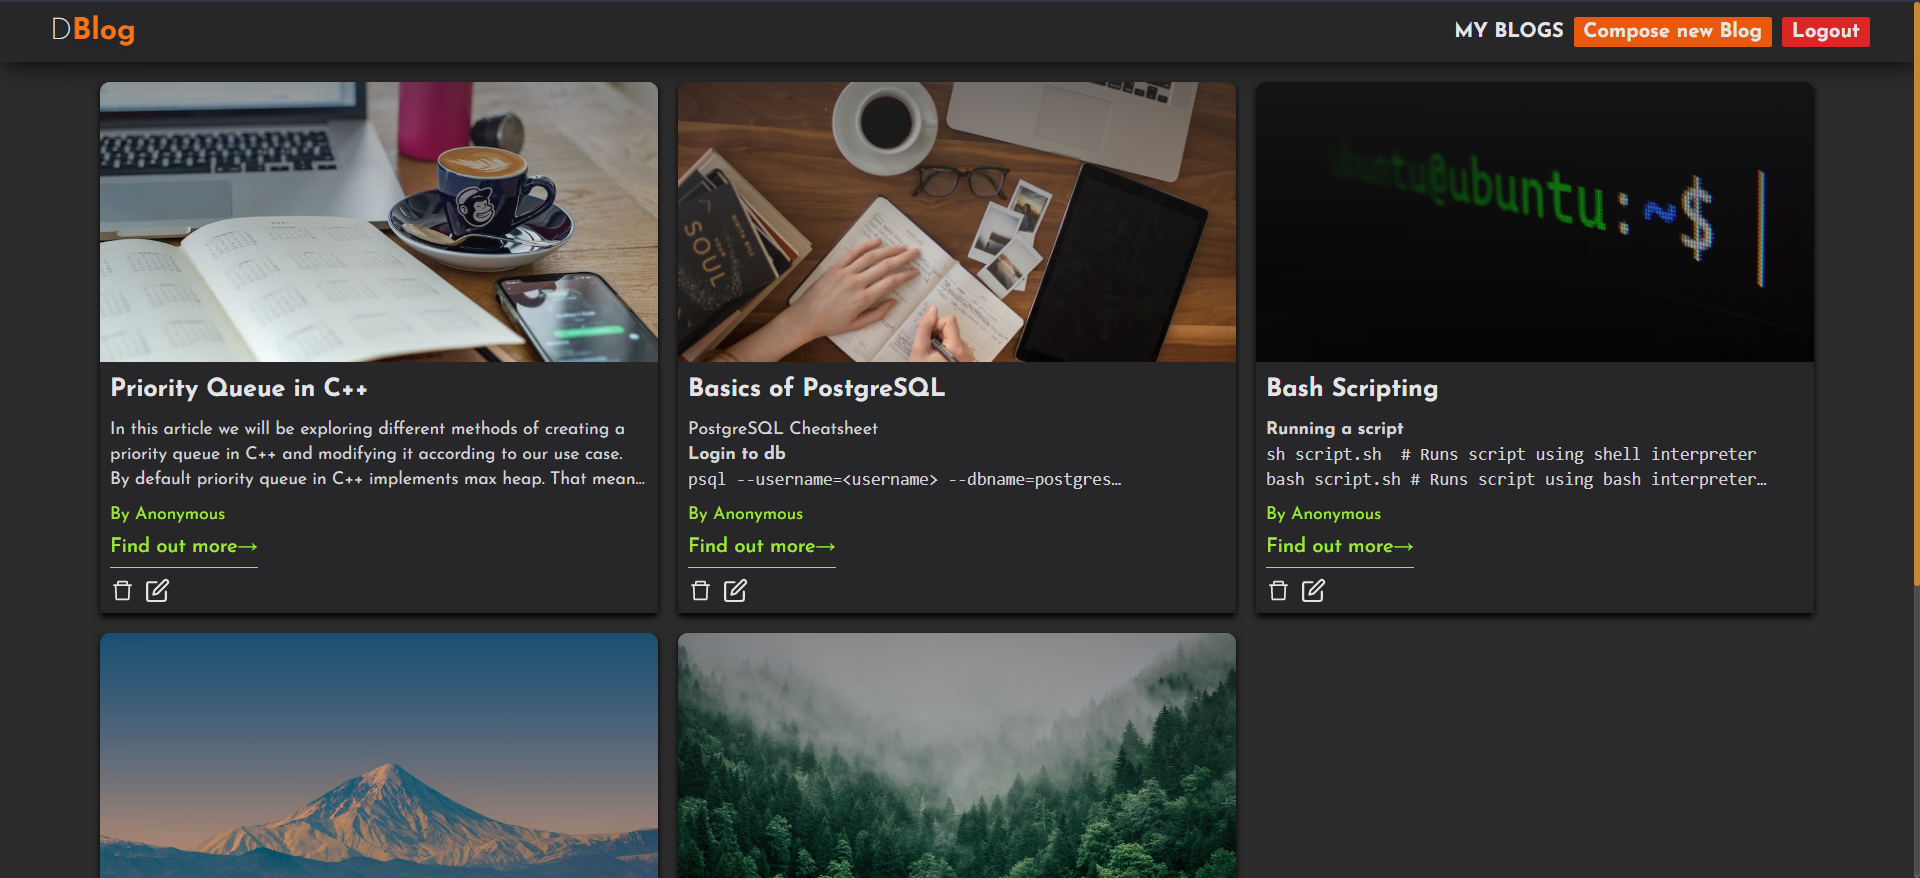 DBlog
MY BLOGS
Compose new Blog
Logout
SOUL
ubuntu@ubuntu:~$
Priority Queue in C++
In this article we will be exploring different methods of creating a
priority queue in C++ and modifying it according to our use case.
By default priority queue in C++ implements max heap. That mean...
By Anonymous
Find out more→
Basics of PostgreSQL
PostgreSQL Cheatsheet
Login to db
psql --username=<username> --dbname=postgres…
By Anonymous
Find out more→
Bash Scripting
Running a script
sh script.sh  # Runs script using shell interpreter
bash script.sh # Runs script using bash interpreter…
By Anonymous
Find out more→